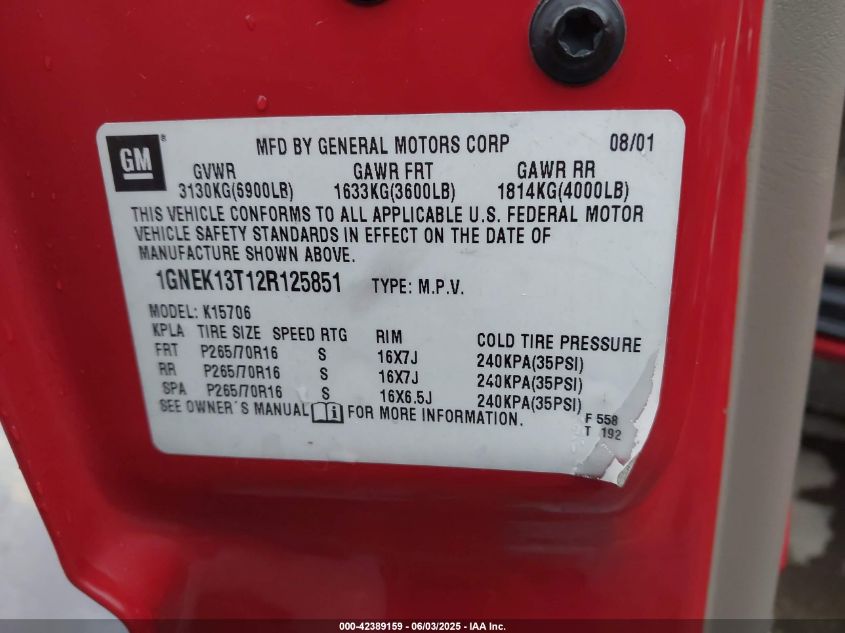 GM®
MFD BY GENERAL MOTORS CORP 08/01
GVWR GAWR FRT GAWR RR
3130KG(6900LB) 1633KG(3600LB) 1814KG(4000LB)
THIS VEHICLE CONFORMS TO ALL APPLICABLE U.S. FEDERAL MOTOR
VEHICLE SAFETY STANDARDS IN EFFECT ON THE DATE OF
MANUFACTURE SHOWN ABOVE.
1GNEK13T12R125851 TYPE: M.P.V.
MODEL: K15706
KPLA TIRE SIZE SPEED RTG RIM COLD TIRE PRESSURE
FRT P265/70R16 S 16X7J 240KPA(35PSI)
RR P265/70R16 S 16X7J 240KPA(35PSI)
SPA P265/70R16 S 16X6.5J 240KPA(35PSI)
SEE OWNER´S MANUAL i FOR MORE INFORMATION.
F 558
T 192
000-42389159 - 06/03/2025 - IAA Inc.